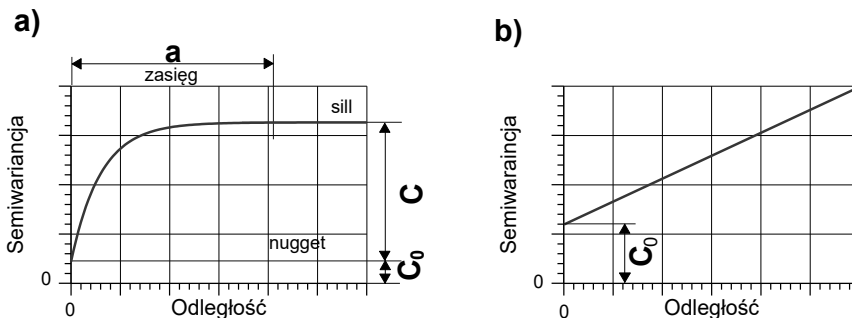 a)
a
zasięg
sill
Semiwariancja
C
nugget
C0
0
0
Odległość
b)
Semiwaraincja
C0
0
0
Odległość